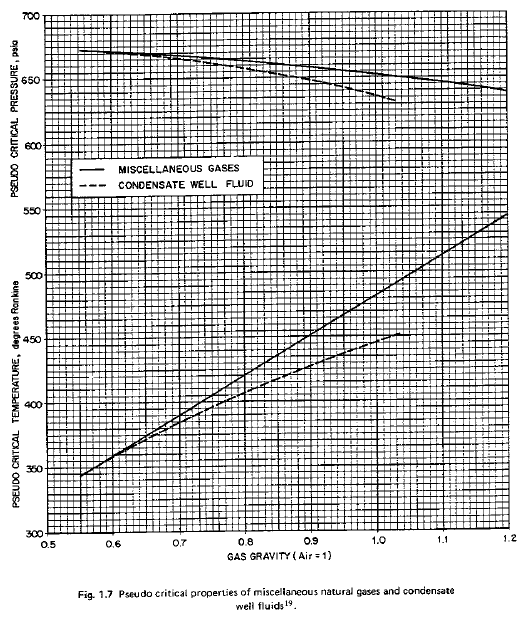 700
650
600
550
500
450
400
350
300
PSEUDO CRITICAL PRESSURE, psia
PSEUDO CRITICAL TEMPERATURE, degrees Rankine
MISCELLANEOUS GASES
CONDENSATE WELL FLUID
0.5
0.6
0.7
0.8
0.9
1.0
1.1
1.2
GAS GRAVITY (Air = 1)
Fig. 1.7 Pseudo critical properties of miscellaneous natural gases and condensate
well fluids¹⁹.